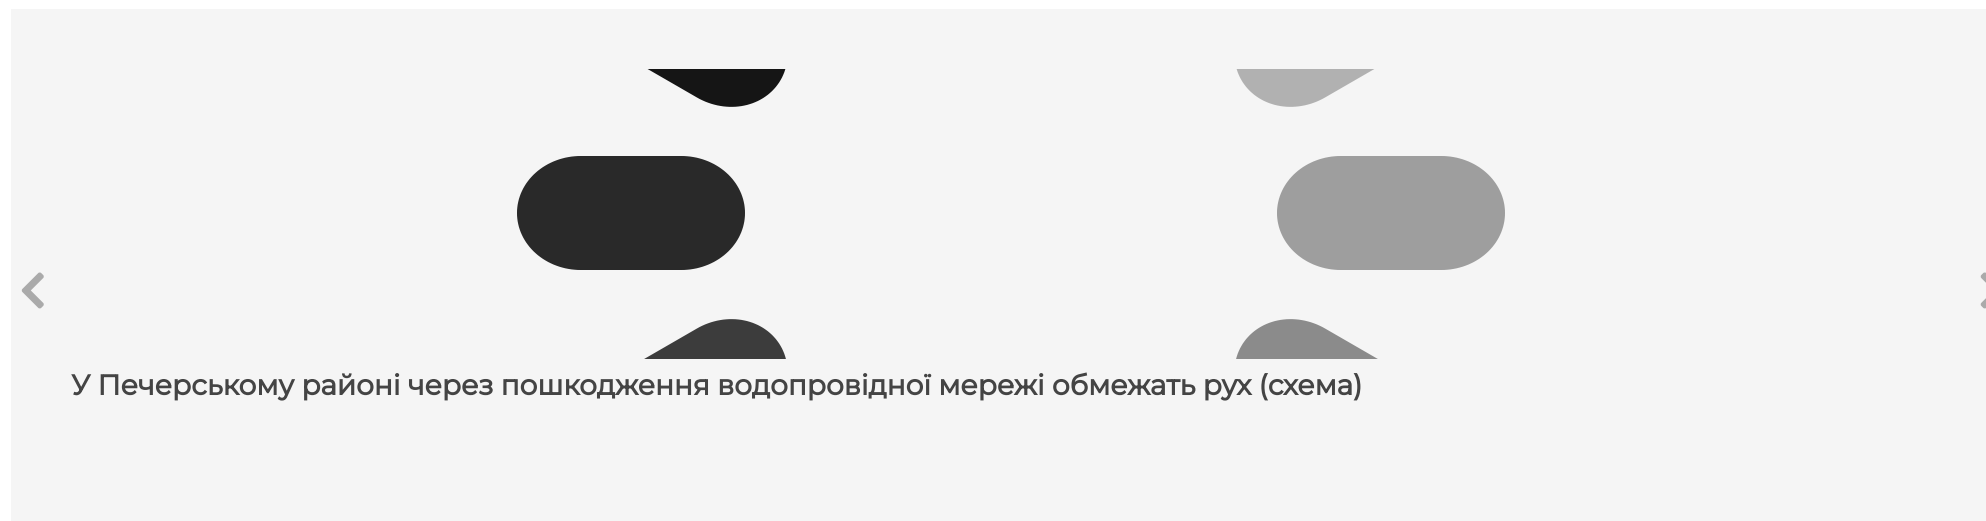 У Печерському районі через пошкодження водопровідної мережі обмежать рух (схема)